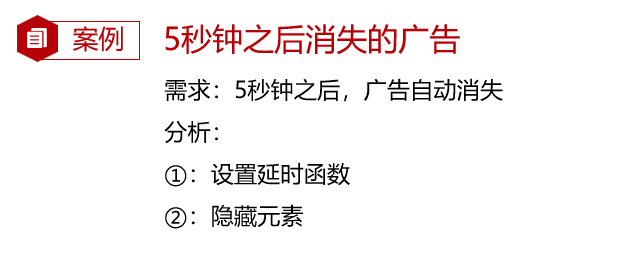 案例
5秒钟之后消失的广告
需求：5秒钟之后，广告自动消失
分析：
①：设置延时函数
②：隐藏元素